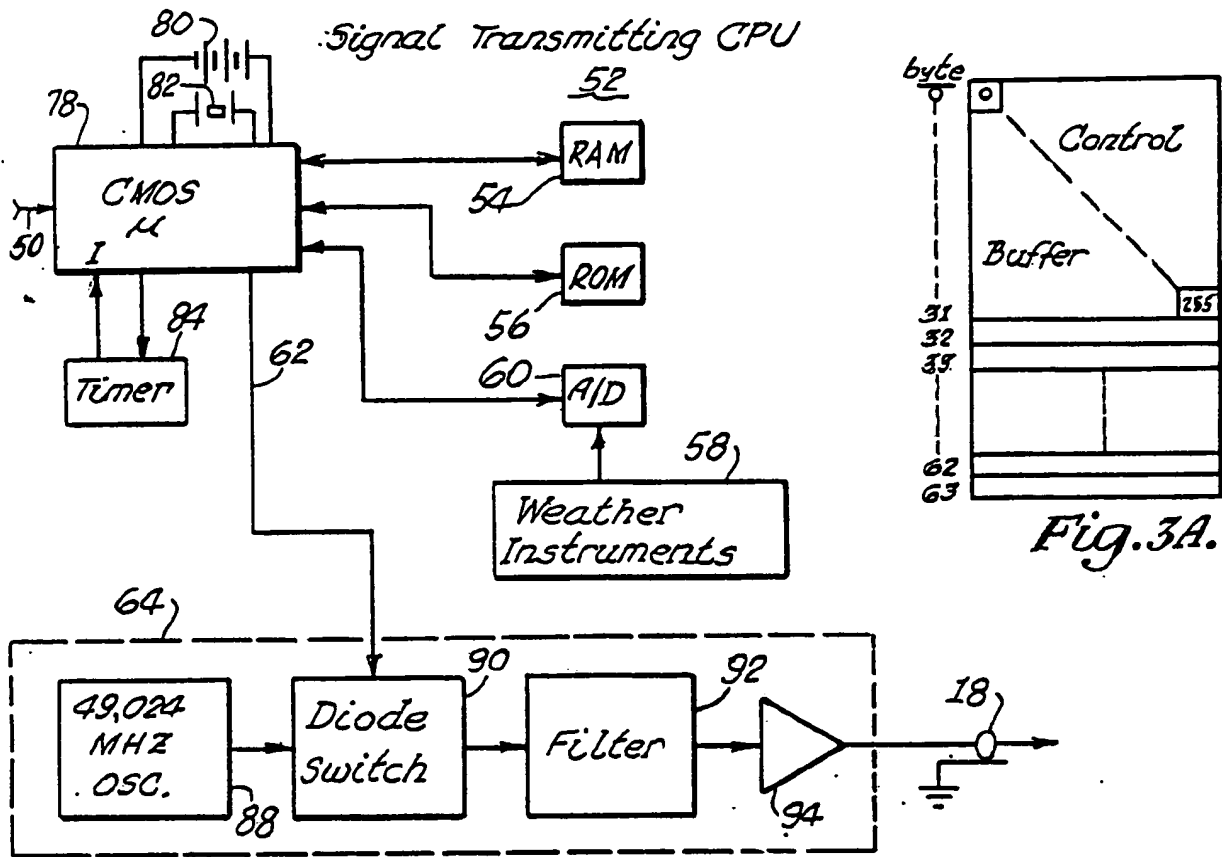 80
Signal Transmitting CPU
82
52
78
CMOS
μ
I
50
RAM
54
ROM
56
84
Timer
62
60
A/D
58
Weather
Instruments
byte
0
0
Control
Buffer
255
31
32
33
62
63
Fig.3A.
64
49,024
MHZ
OSC.
88
90
Diode
Switch
92
Filter
94
18